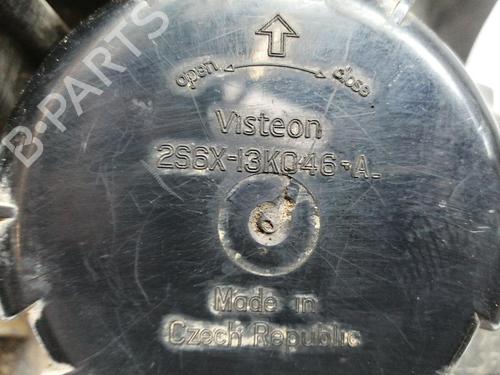 open close
Visteon
2S6X-13K046-A
Made in
Czech Republic
B-PARTS